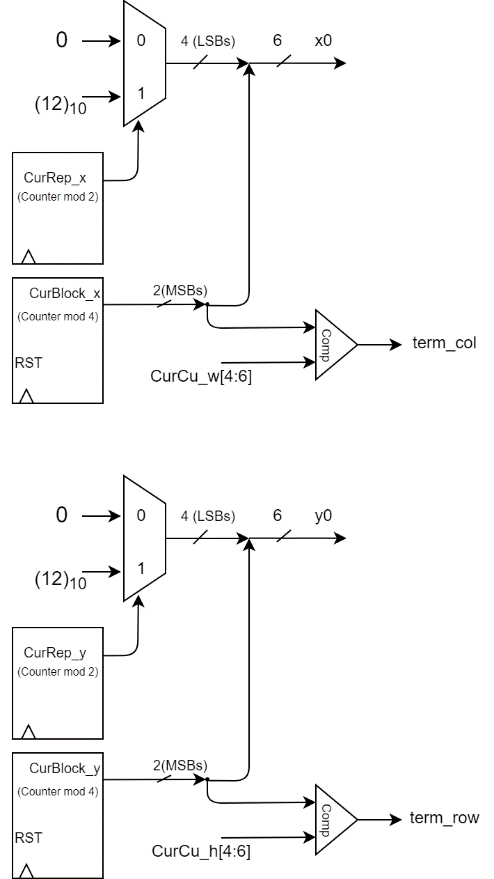 0
0
4 (LSBs)
6
x0
(12)10
1
CurRep_x
(Counter mod 2)
CurBlock_x
(Counter mod 4)
2(MSBs)
RST
Comp
term_col
CurCu_w[4:6]
0
0
4 (LSBs)
6
y0
(12)10
1
CurRep_y
(Counter mod 2)
CurBlock_y
(Counter mod 4)
2(MSBs)
RST
Comp
term_row
CurCu_h[4:6]